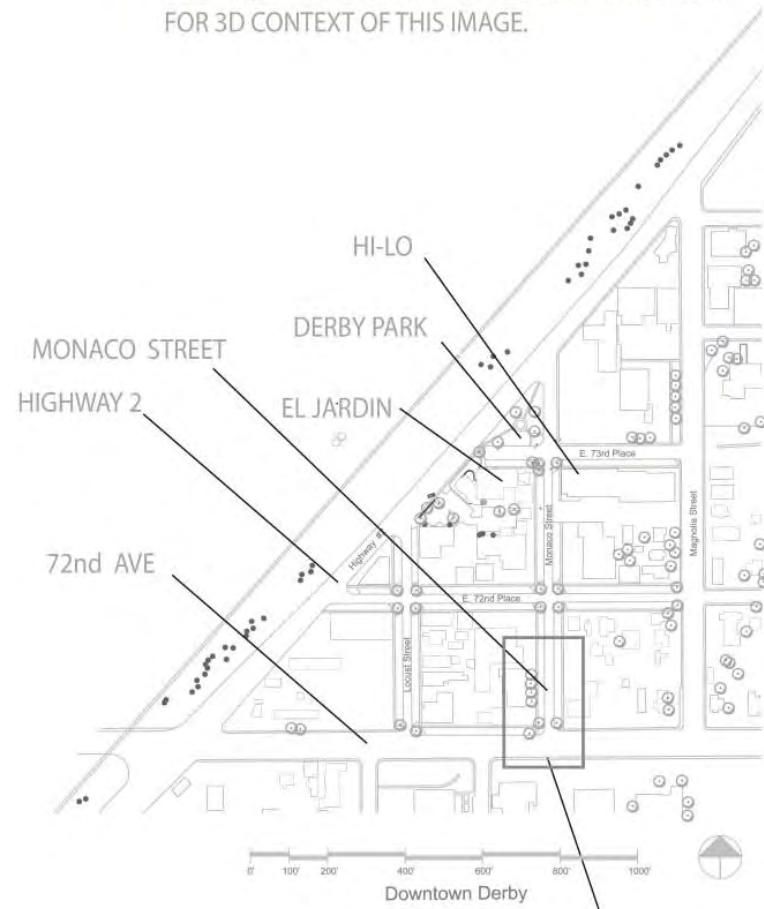 FOR 3D CONTEXT OF THIS IMAGE.
HI-LO
DERBY PARK
MONACO STREET
HIGHWAY 2
EL JARDIN
E. 73rd Place
Magnolia Street
Monaco Street
Highway #2
72nd AVE
E. 72nd Place
Locust Street
0' 100' 200' 400' 600' 800' 1000'
Downtown Derby